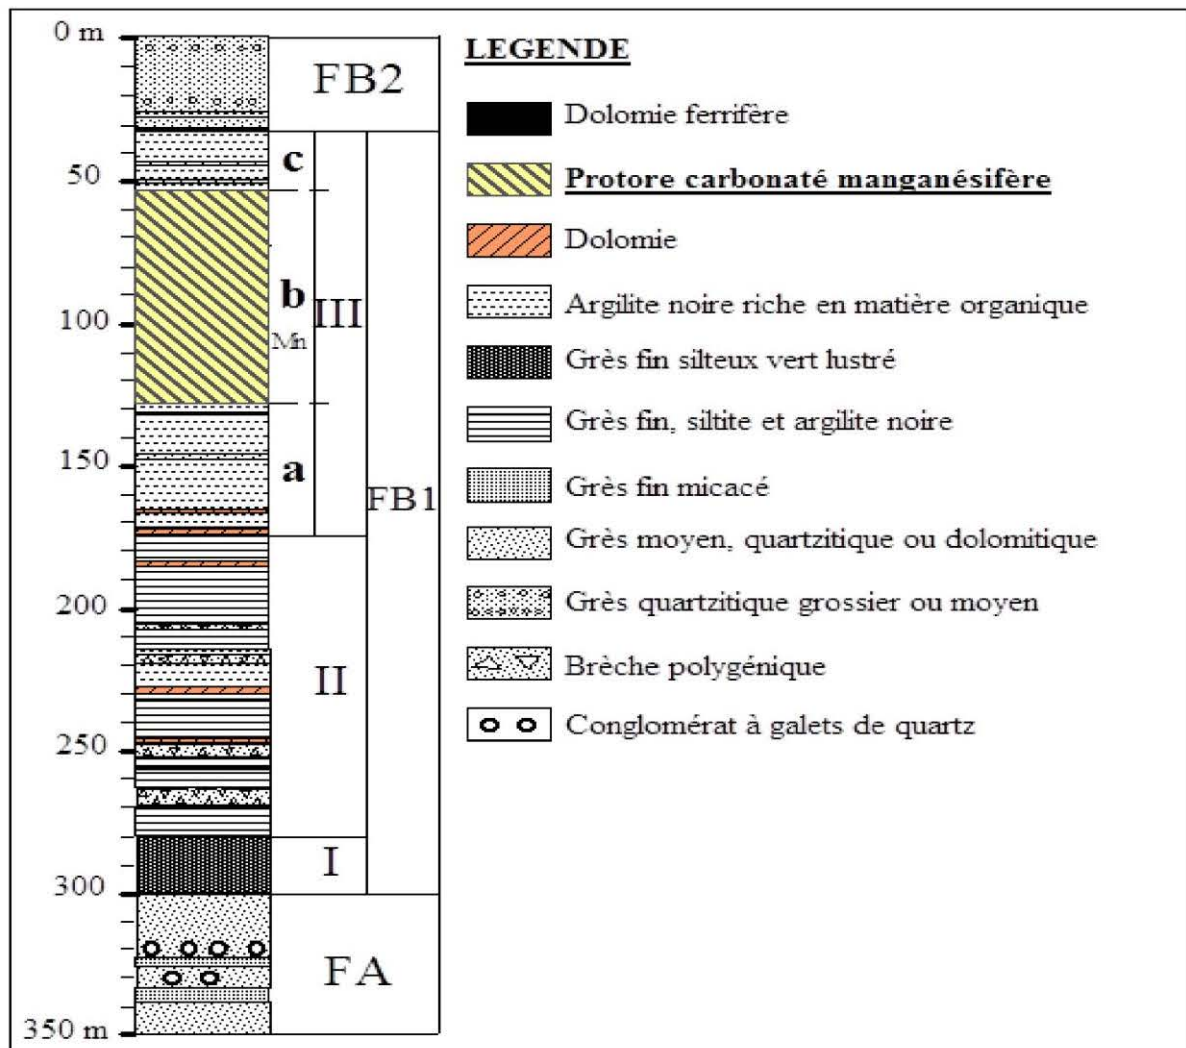 0 m
50
100
150
200
250
300
350 m
FB2
c
b
Mn
a
III
II
I
FB1
FA
LEGENDE
Dolomie ferrifère
Protore carbonaté manganésifère
Dolomie
Argilite noire riche en matière organique
Grès fin silteux vert lustré
Grès fin, siltite et argilite noire
Grès fin micacé
Grès moyen, quartzitique ou dolomitique
Grès quartzitique grossier ou moyen
Brèche polygénique
Conglomérat à galets de quartz